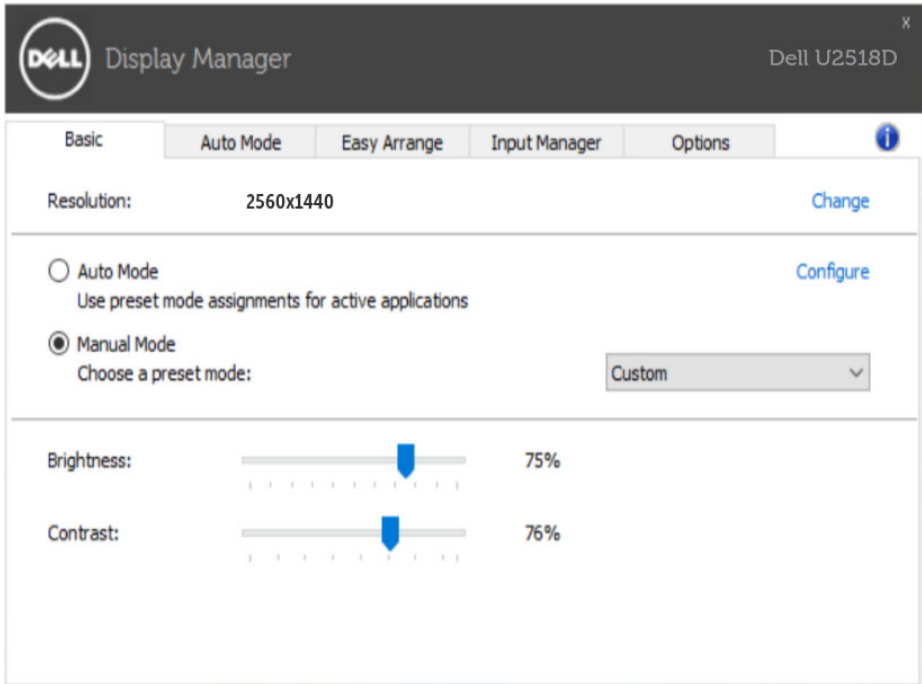 X
DELL Display Manager Dell U2518D
Basic Auto Mode Easy Arrange Input Manager Options i
Resolution: 2560x1440 Change
Auto Mode Configure
Use preset mode assignments for active applications
Manual Mode
Choose a preset mode: Custom
Brightness: 75%
Contrast: 76%